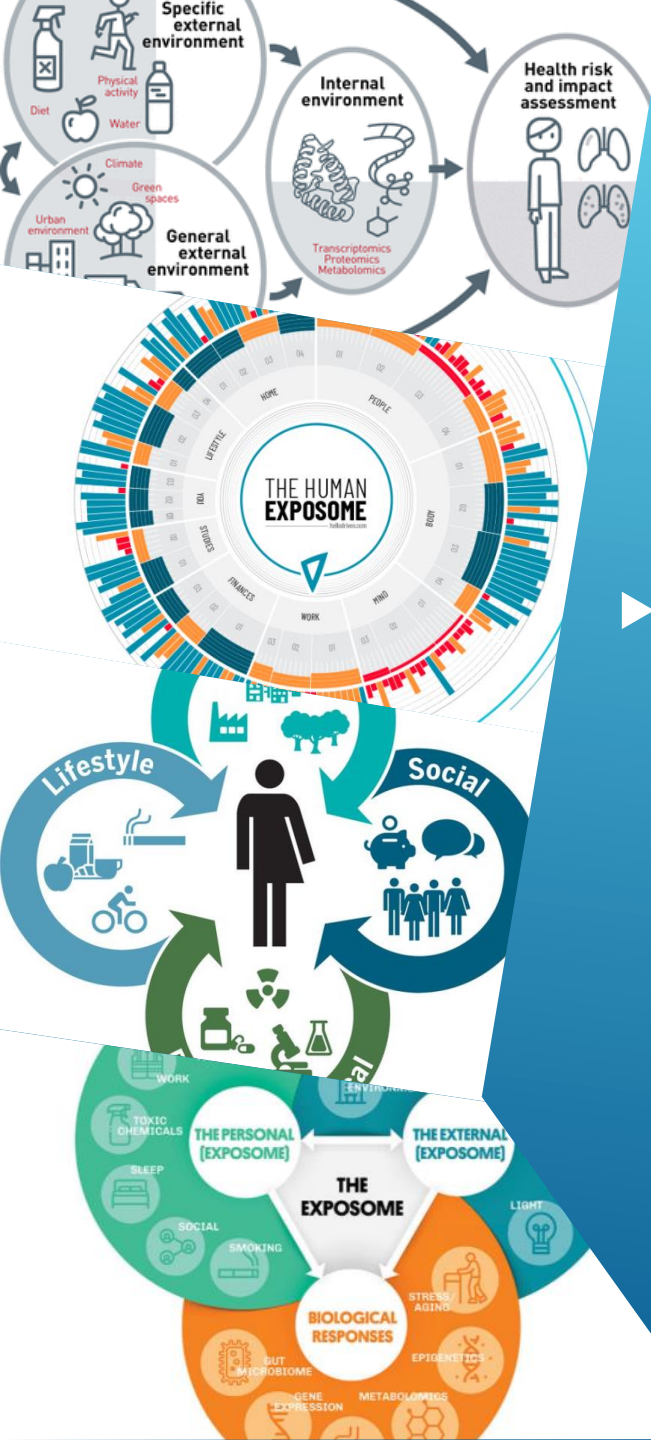 Specific
external
environment
Physical
activity
Diet
Water
Internal
environment
Health risk
and impact
assessment
Climate
Green
spaces
Urban
environment
General
external
environment
Transcriptomics
Proteomics
Metabolomics
HOME
PEOPLE
LIFESTYLE
BODY
YOU
STUDIES
FINANCES
WORK
MIND
THE HUMAN
EXPOSOME
Lifestyle
Social
WORK
TOXIC
CHEMICALS
SLEEP
SOCIAL
SMOKING
THE PERSONAL
(EXPOSOME)
THE EXTERNAL
(EXPOSOME)
THE
EXPOSOME
LIGHT
BIOLOGICAL
RESPONSES
STRESS/
AGING
EPIGENETICS
GUT
MICROBIOME
GENE
EXPRESSION
METABOLOMICS